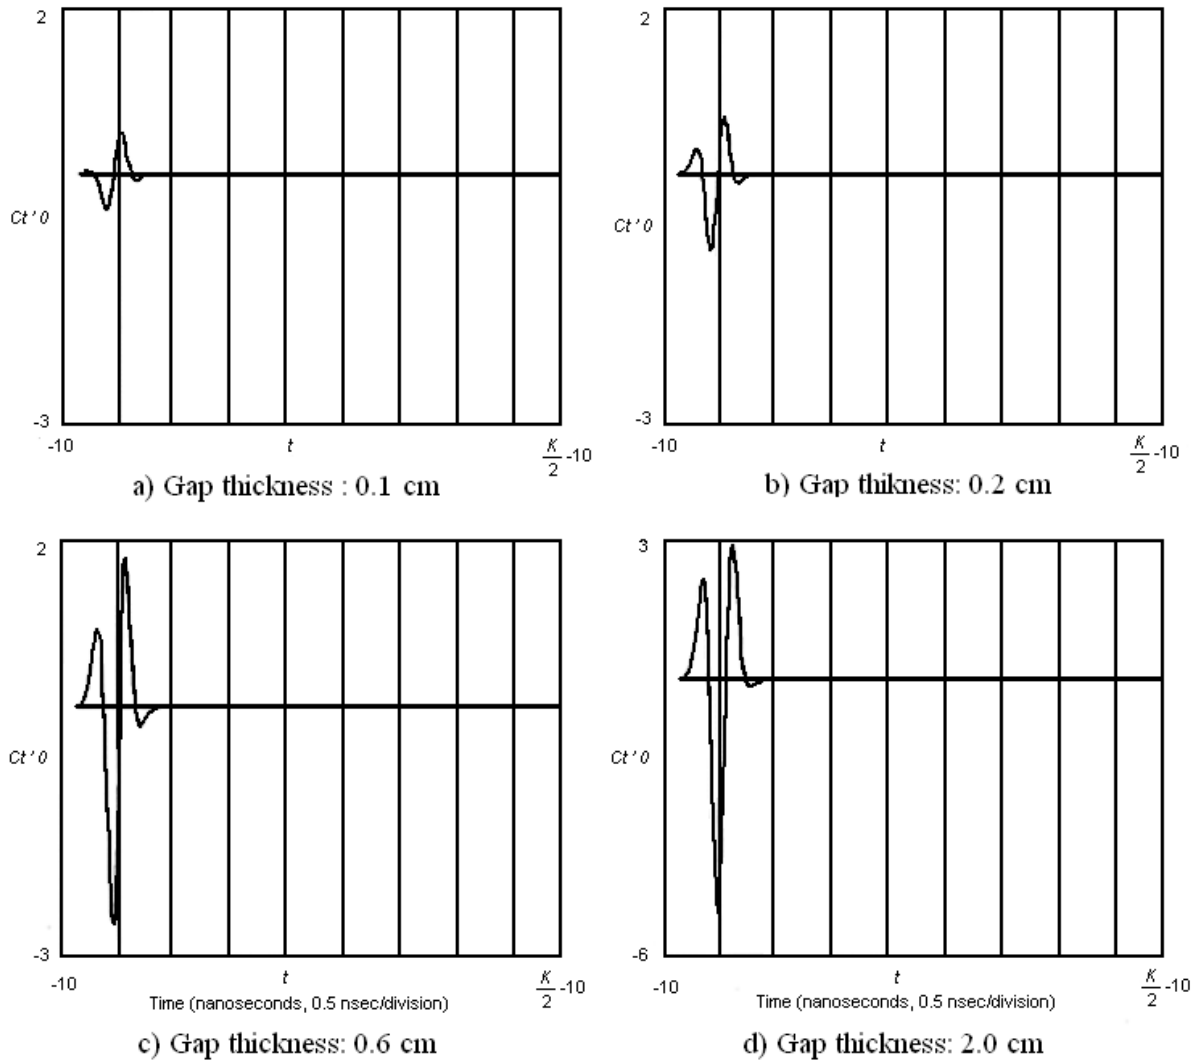 2
Ct ' 0
-3
-10
t
K/2 -10
a) Gap thickness : 0.1 cm
2
Ct ' 0
-3
-10
t
K/2 -10
b) Gap thikness: 0.2 cm
2
Ct ' 0
-3
-10
t
K/2 -10
Time (nanoseconds, 0.5 nsec/division)
c) Gap thickness: 0.6 cm
3
Ct ' 0
-6
-10
t
K/2 -10
Time (nanoseconds, 0.5 nsec/division)
d) Gap thickness: 2.0 cm